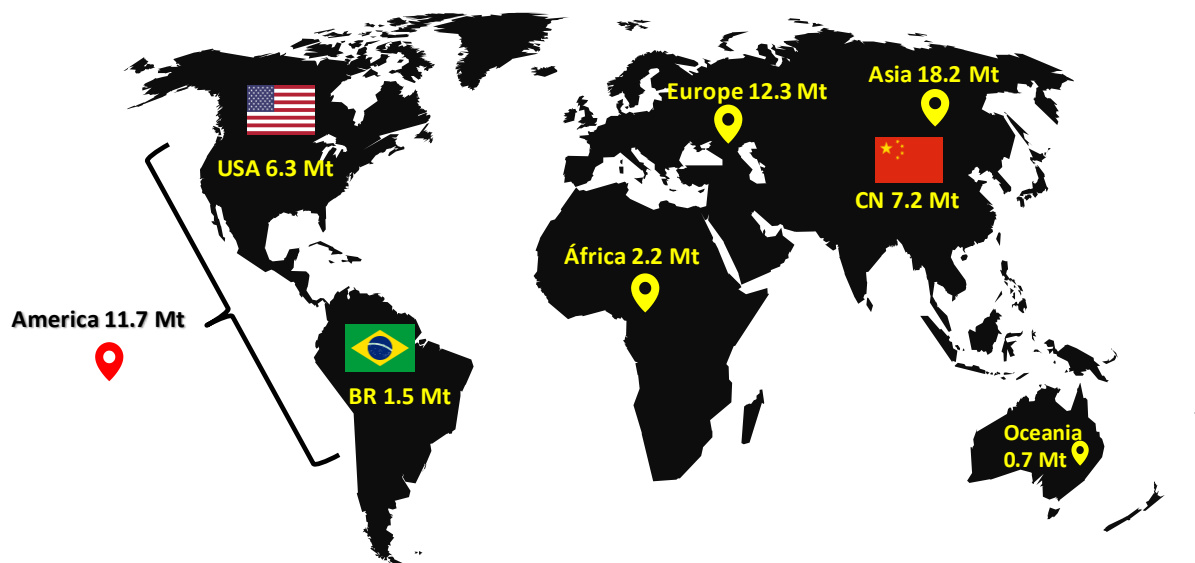 Asia 18.2 Mt
Europe 12.3 Mt
USA 6.3 Mt
CN 7.2 Mt
África 2.2 Mt
America 11.7 Mt
BR 1.5 Mt
Oceania
0.7 Mt